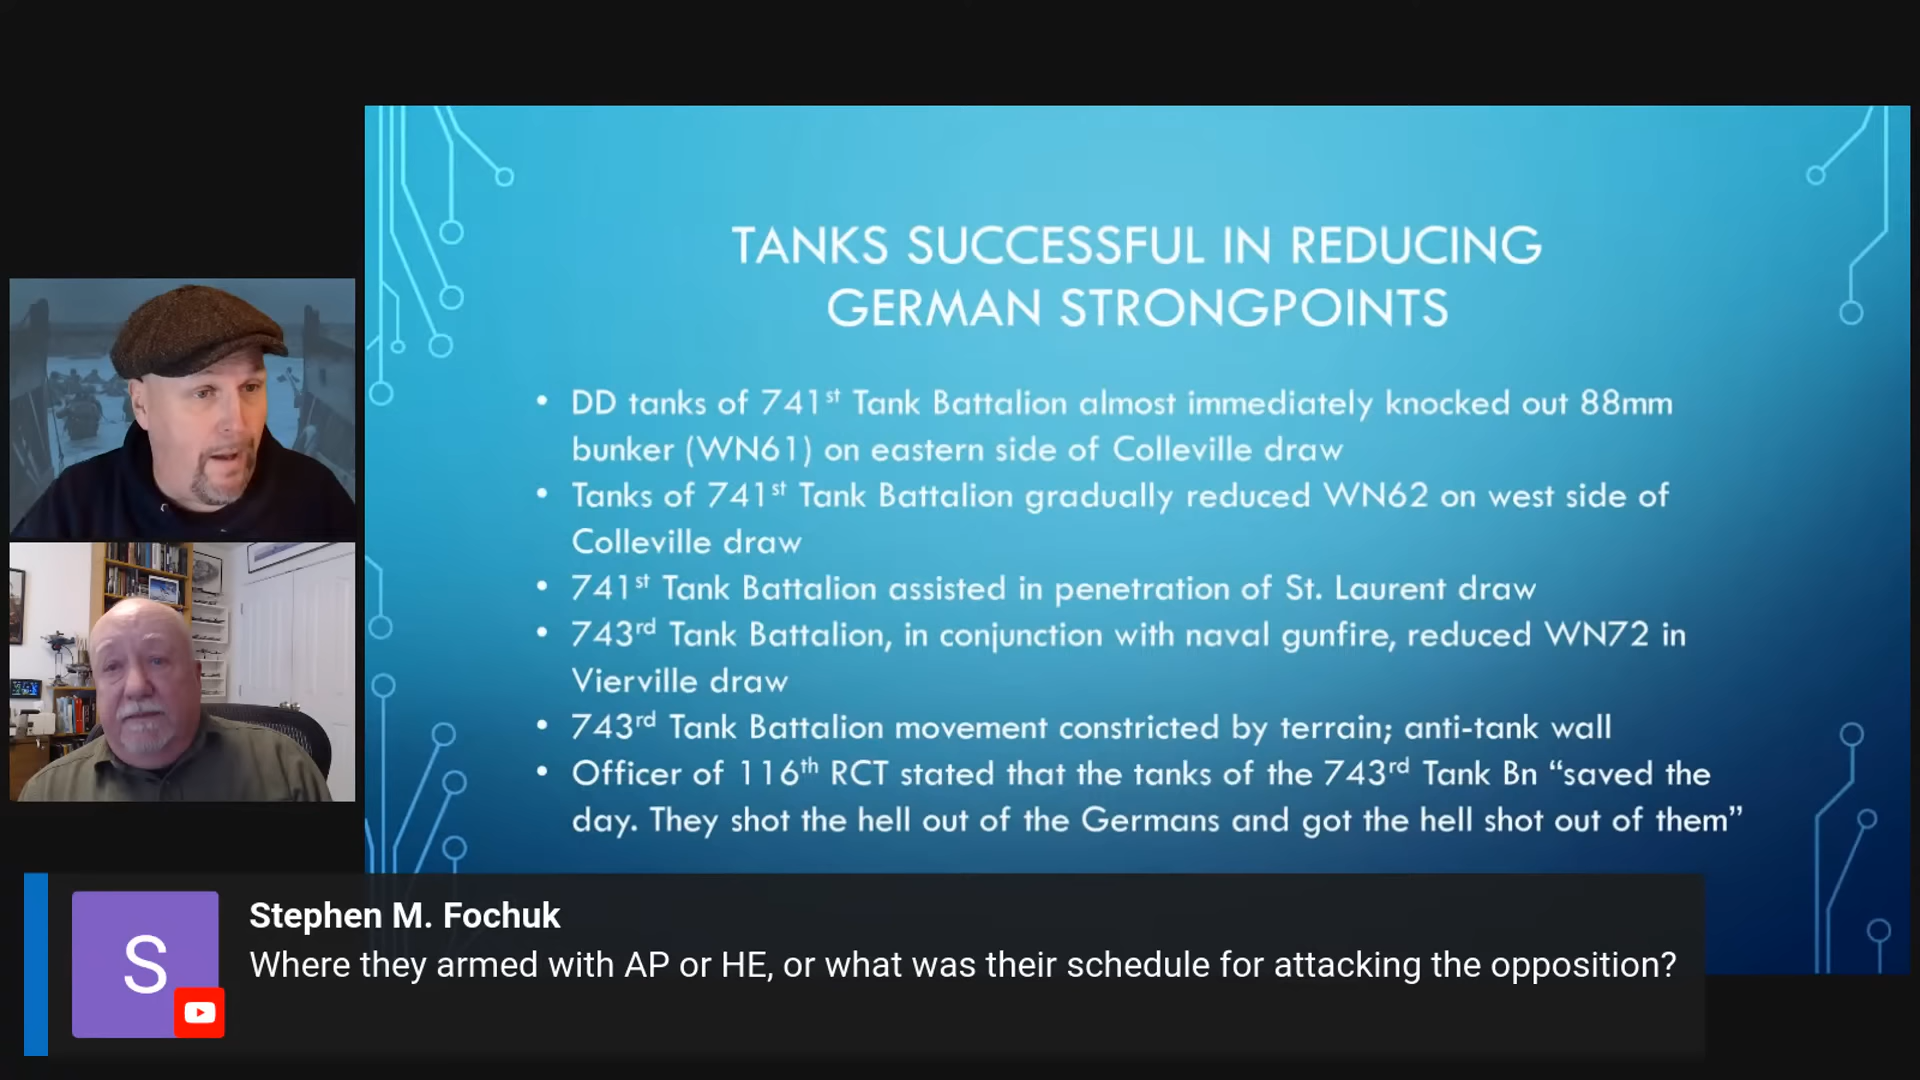 TANKS SUCCESSFUL IN REDUCING
GERMAN STRONGPOINTS
• DD tanks of 741st Tank Battalion almost immediately knocked out 88mm
bunker (WN61) on eastern side of Colleville draw
• Tanks of 741st Tank Battalion gradually reduced WN62 on west side of
Colleville draw
• 741st Tank Battalion assisted in penetration of St. Laurent draw
• 743rd Tank Battalion, in conjunction with naval gunfire, reduced WN72 in
Vierville draw
• 743rd Tank Battalion movement constricted by terrain; anti-tank wall
• Officer of 116th RCT stated that the tanks of the 743rd Tank Bn “saved the
day. They shot the hell out of the Germans and got the hell shot out of them”
S
Stephen M. Fochuk
Where they armed with AP or HE, or what was their schedule for attacking the opposition?